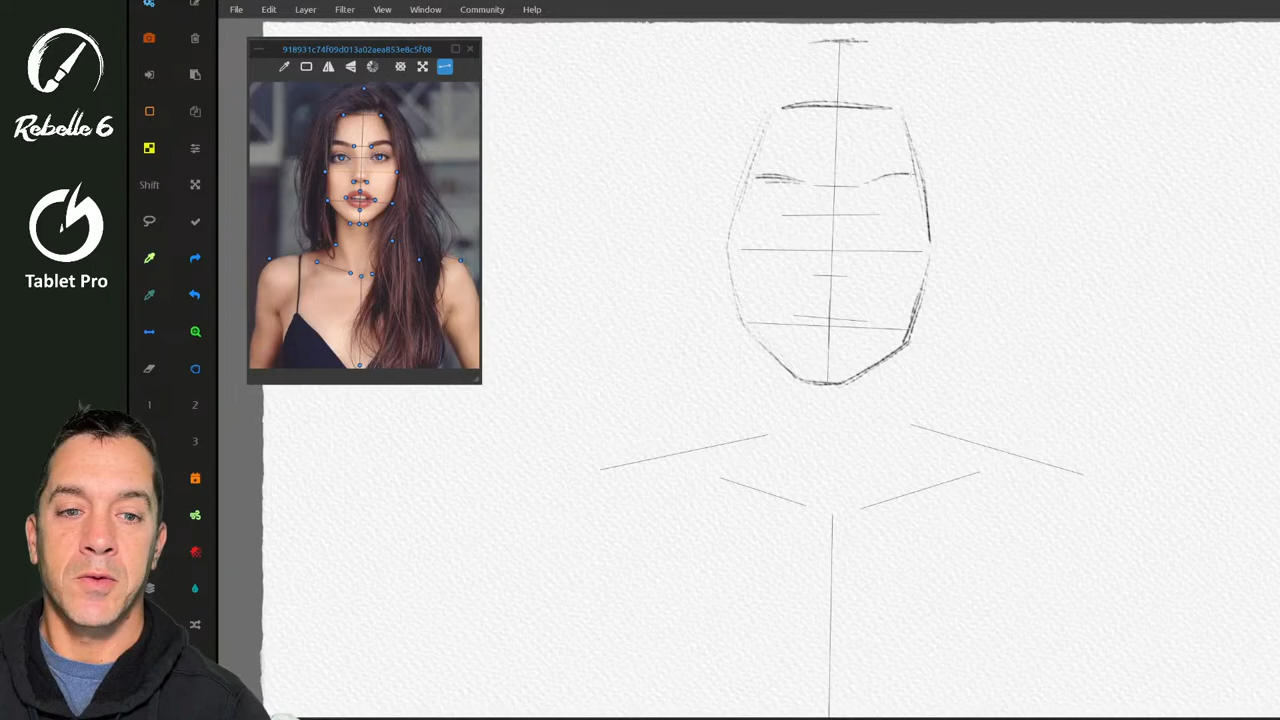 File Edit Layer Filter View Window Community Help
918931c74f09d013a02aea853e8c5f08
Rebelle 6
Shift
Tablet Pro
1 2
3